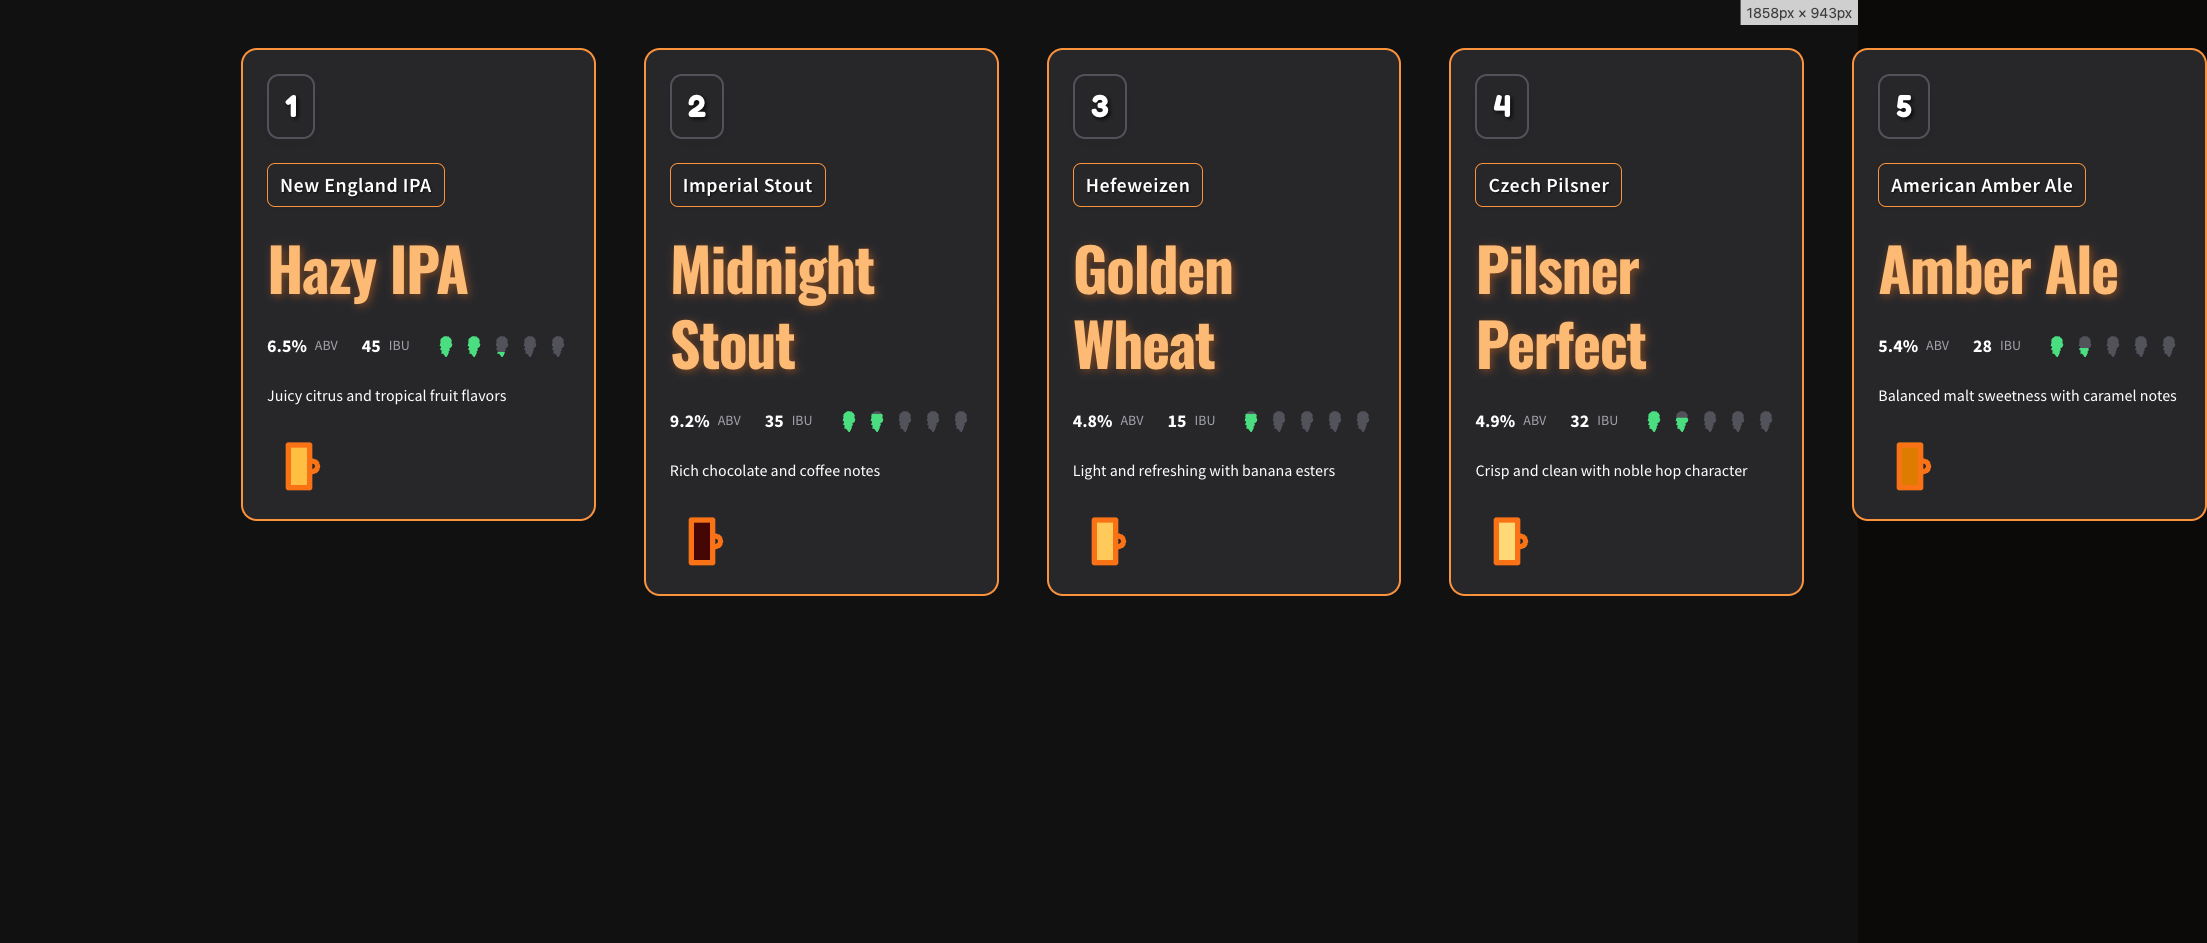 1858px × 943px
1
New England IPA
Hazy IPA
6.5% ABV 45 IBU
Juicy citrus and tropical fruit flavors
2
Imperial Stout
Midnight
Stout
9.2% ABV 35 IBU
Rich chocolate and coffee notes
3
Hefeweizen
Golden
Wheat
4.8% ABV 15 IBU
Light and refreshing with banana esters
4
Czech Pilsner
Pilsner
Perfect
4.9% ABV 32 IBU
Crisp and clean with noble hop character
5
American Amber Ale
Amber Ale
5.4% ABV 28 IBU
Balanced malt sweetness with caramel notes